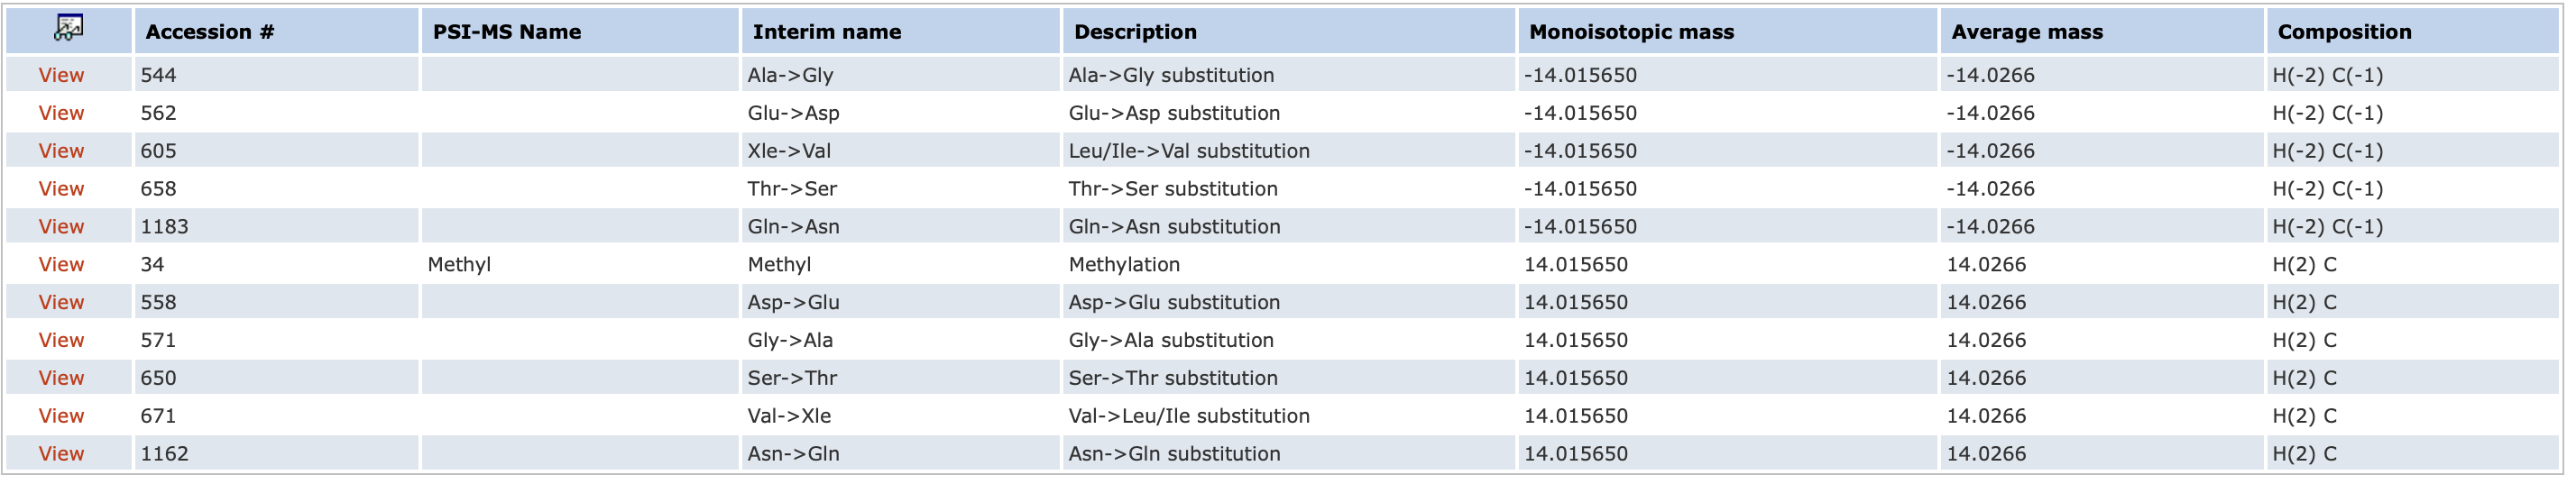 Accession # PSI-MS Name Interim name Description Monoisotopic mass Average mass Composition
View 544 Ala->Gly Ala->Gly substitution -14.015650 -14.0266 H(-2) C(-1)
View 562 Glu->Asp Glu->Asp substitution -14.015650 -14.0266 H(-2) C(-1)
View 605 Xle->Val Leu/Ile->Val substitution -14.015650 -14.0266 H(-2) C(-1)
View 658 Thr->Ser Thr->Ser substitution -14.015650 -14.0266 H(-2) C(-1)
View 1183 Gln->Asn Gln->Asn substitution -14.015650 -14.0266 H(-2) C(-1)
View 34 Methyl Methyl Methylation 14.015650 14.0266 H(2) C
View 558 Asp->Glu Asp->Glu substitution 14.015650 14.0266 H(2) C
View 571 Gly->Ala Gly->Ala substitution 14.015650 14.0266 H(2) C
View 650 Ser->Thr Ser->Thr substitution 14.015650 14.0266 H(2) C
View 671 Val->Xle Val->Leu/Ile substitution 14.015650 14.0266 H(2) C
View 1162 Asn->Gln Asn->Gln substitution 14.015650 14.0266 H(2) C